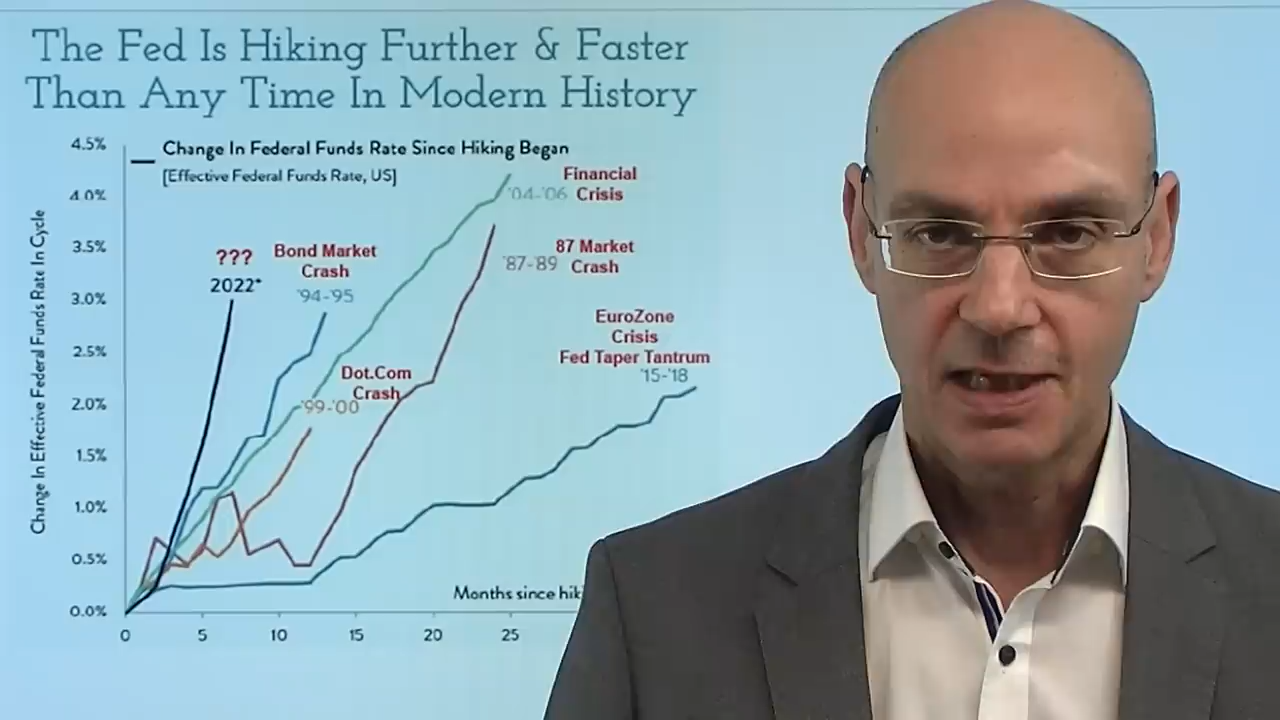 The Fed Is Hiking Further & Faster
Than Any Time In Modern History
Change In Effective Federal Funds Rate In Cycle
4.5%
4.0%
3.5%
3.0%
2.5%
2.0%
1.5%
1.0%
0.5%
0.0%
Change In Federal Funds Rate Since Hiking Began
[Effective Federal Funds Rate, US]
Financial
Crisis
'04-'06
87 Market
Crash
'87-'89
???
2022*
Bond Market
Crash
'94-'95
EuroZone
Crisis
Fed Taper Tantrum
'15-'18
Dot.Com
Crash
'99-'00
Months since hik
0 5 10 15 20 25